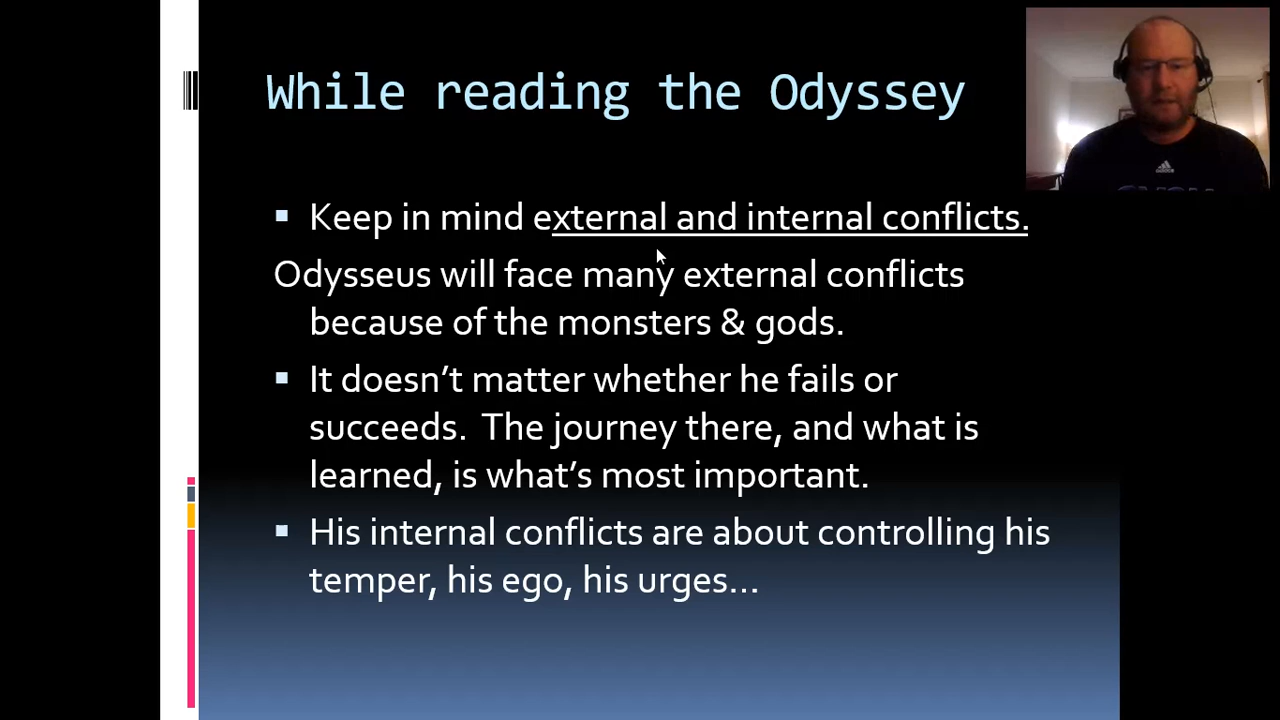 While reading the Odyssey
Keep in mind external and internal conflicts.
Odysseus will face many external conflicts
because of the monsters & gods.
It doesn’t matter whether he fails or
succeeds.  The journey there, and what is
learned, is what’s most important.
His internal conflicts are about controlling his
temper, his ego, his urges…